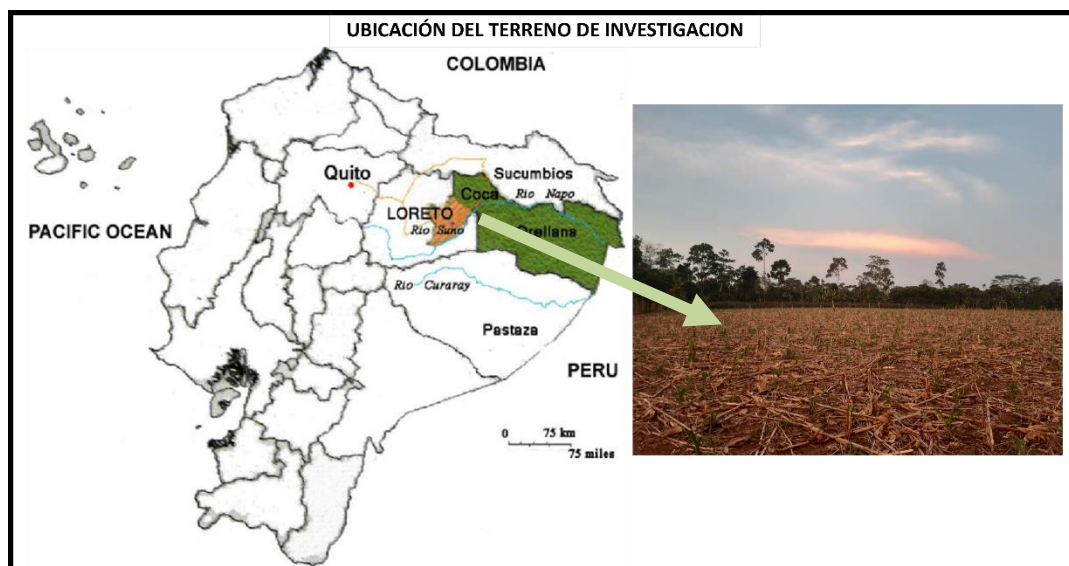 UBICACIÓN DEL TERRENO DE INVESTIGACION
COLOMBIA
Sucumbios
Quito
Coca
Rio Napo
LORETO
Rio Suno
Orellana
PACIFIC OCEAN
Rio Curaray
Pastaza
PERU
0 75 km
75 miles